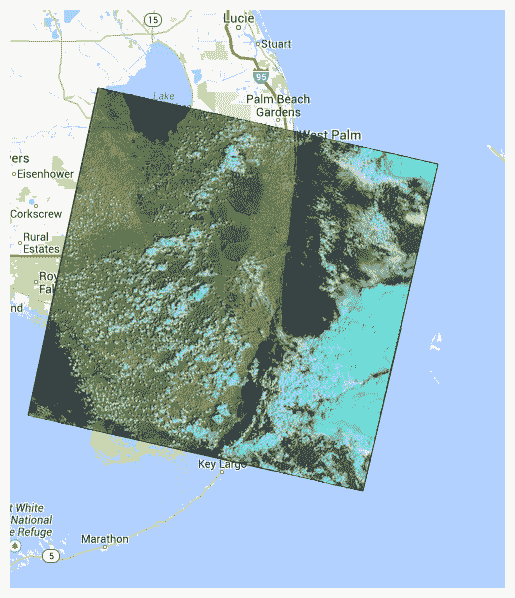 15
Lucie
Stuart
95
Lake
Palm Beach
Gardens
West Palm
ers
Eisenhower
Corkscrew
Rural
Estates
Roy
Fal
nd
Key Largo
t White
National
e Refuge
Marathon
5